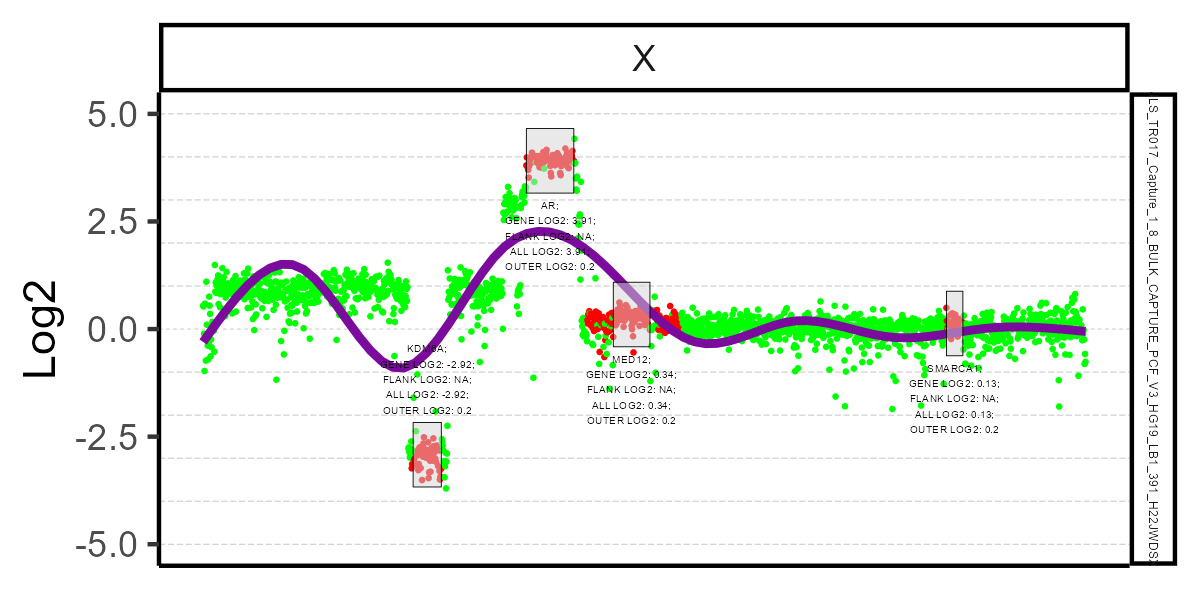 X
Log2
5.0
2.5
0.0
-2.5
-5.0
AR;
GENE LOG2: 3.91;
FLANK LOG2: NA;
ALL LOG2: 3.91;
OUTER LOG2: 0.2
KDM6A;
GENE LOG2: -2.92;
FLANK LOG2: NA;
ALL LOG2: -2.92;
OUTER LOG2: 0.2
MED12;
GENE LOG2: 0.34;
FLANK LOG2: NA;
ALL LOG2: 0.34;
OUTER LOG2: 0.2
SMARCA1;
GENE LOG2: 0.13;
FLANK LOG2: NA;
ALL LOG2: 0.13;
OUTER LOG2: 0.2
LS_TR017_Capture_1_8_BULK_CAPTURE_PCF_V3_HG19_LB1_391_H22JWDS